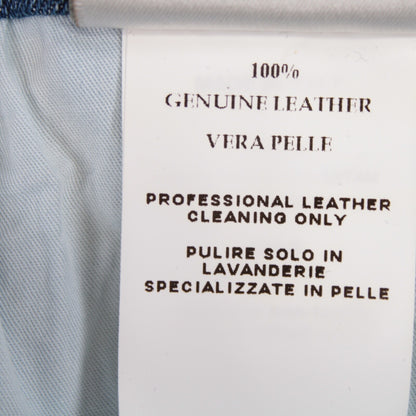 100%
GENUINE LEATHER
VERA PELLE
PROFESSIONAL LEATHER
CLEANING ONLY
PULIRE SOLO IN
LAVANDERIE
SPECIALIZZATE IN PELLE